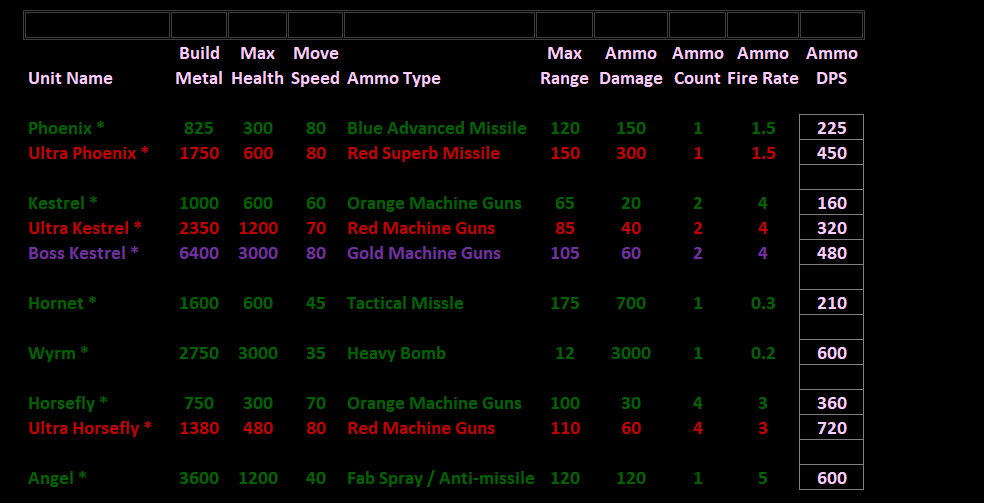 Build Max Move Max Ammo Ammo Ammo Ammo
Unit Name Metal Health Speed Ammo Type Range Damage Count Fire Rate DPS
Phoenix * 825 300 80 Blue Advanced Missile 120 150 1 1.5 225
Ultra Phoenix * 1750 600 80 Red Superb Missile 150 300 1 1.5 450
Kestrel * 1000 600 60 Orange Machine Guns 65 20 2 4 160
Ultra Kestrel * 2350 1200 70 Red Machine Guns 85 40 2 4 320
Boss Kestrel * 6400 3000 80 Gold Machine Guns 105 60 2 4 480
Hornet * 1600 600 45 Tactical Missle 175 700 1 0.3 210
Wyrm * 2750 3000 35 Heavy Bomb 12 3000 1 0.2 600
Horsefly * 750 300 70 Orange Machine Guns 100 30 4 3 360
Ultra Horsefly * 1380 480 80 Red Machine Guns 110 60 4 3 720
Angel * 3600 1200 40 Fab Spray / Anti-missile 120 120 1 5 600